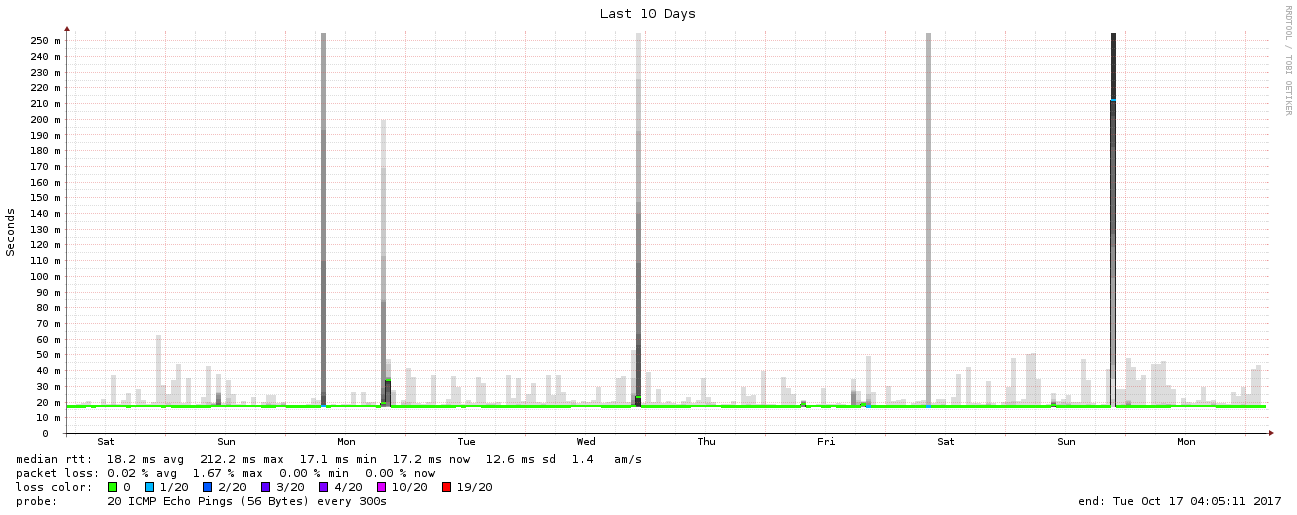 Last 10 Days
RRDTOOL / TOBI OETIKER
Seconds
250 m
240 m
230 m
220 m
210 m
200 m
190 m
180 m
170 m
160 m
150 m
140 m
130 m
120 m
110 m
100 m
90 m
80 m
70 m
60 m
50 m
40 m
30 m
20 m
10 m
0
Sat Sun Mon Tue Wed Thu Fri Sat Sun Mon
median rtt: 18.2 ms avg 212.2 ms max 17.1 ms min 17.2 ms now 12.6 ms sd 1.4 am/s
packet loss: 0.02 % avg 1.67 % max 0.00 % min 0.00 % now
loss color: 0 1/20 2/20 3/20 4/20 10/20 19/20
probe: 20 ICMP Echo Pings (56 Bytes) every 300s end: Tue Oct 17 04:05:11 2017